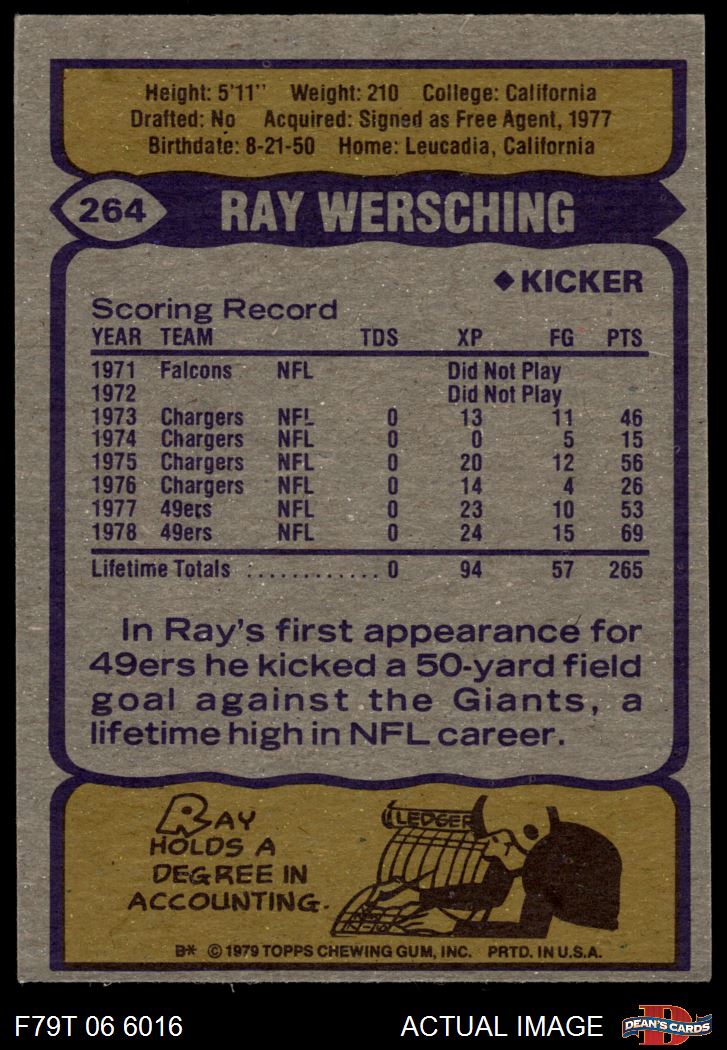 Height: 5'11" Weight: 210 College: California
Drafted: No Acquired: Signed as Free Agent, 1977
Birthdate: 8-21-50 Home: Leucadia, California
264 RAY WERSCHING
◆ KICKER
Scoring Record
YEAR TEAM TDS XP FG PTS
1971 Falcons NFL Did Not Play
1972 Did Not Play
1973 Chargers NFL 0 13 11 46
1974 Chargers NFL 0 0 5 15
1975 Chargers NFL 0 20 12 56
1976 Chargers NFL 0 14 4 26
1977 49ers NFL 0 23 10 53
1978 49ers NFL 0 24 15 69
Lifetime Totals ............ 0 94 57 265
In Ray's first appearance for
49ers he kicked a 50-yard field
goal against the Giants, a
lifetime high in NFL career.
RAY
HOLDS A
DEGREE IN
ACCOUNTING.
LEDGER
B* © 1979 TOPPS CHEWING GUM, INC. PRTD. IN U.S.A.
F79T 06 6016 ACTUAL IMAGE DEAN'S CARDS